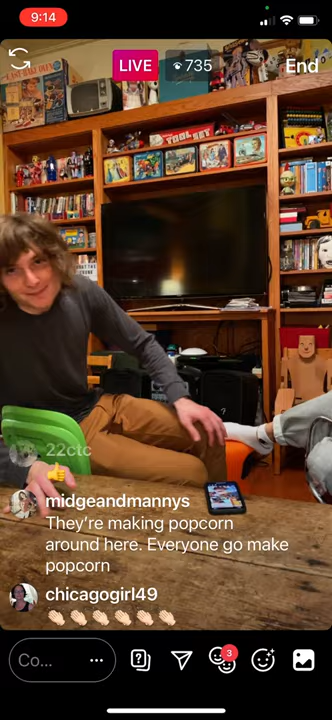 9:14
LIVE
735
End
TOOL SET
22ctc
midgeandmannys
They're making popcorn
around here. Everyone go make
popcorn
chicagogirl49
Co...
3